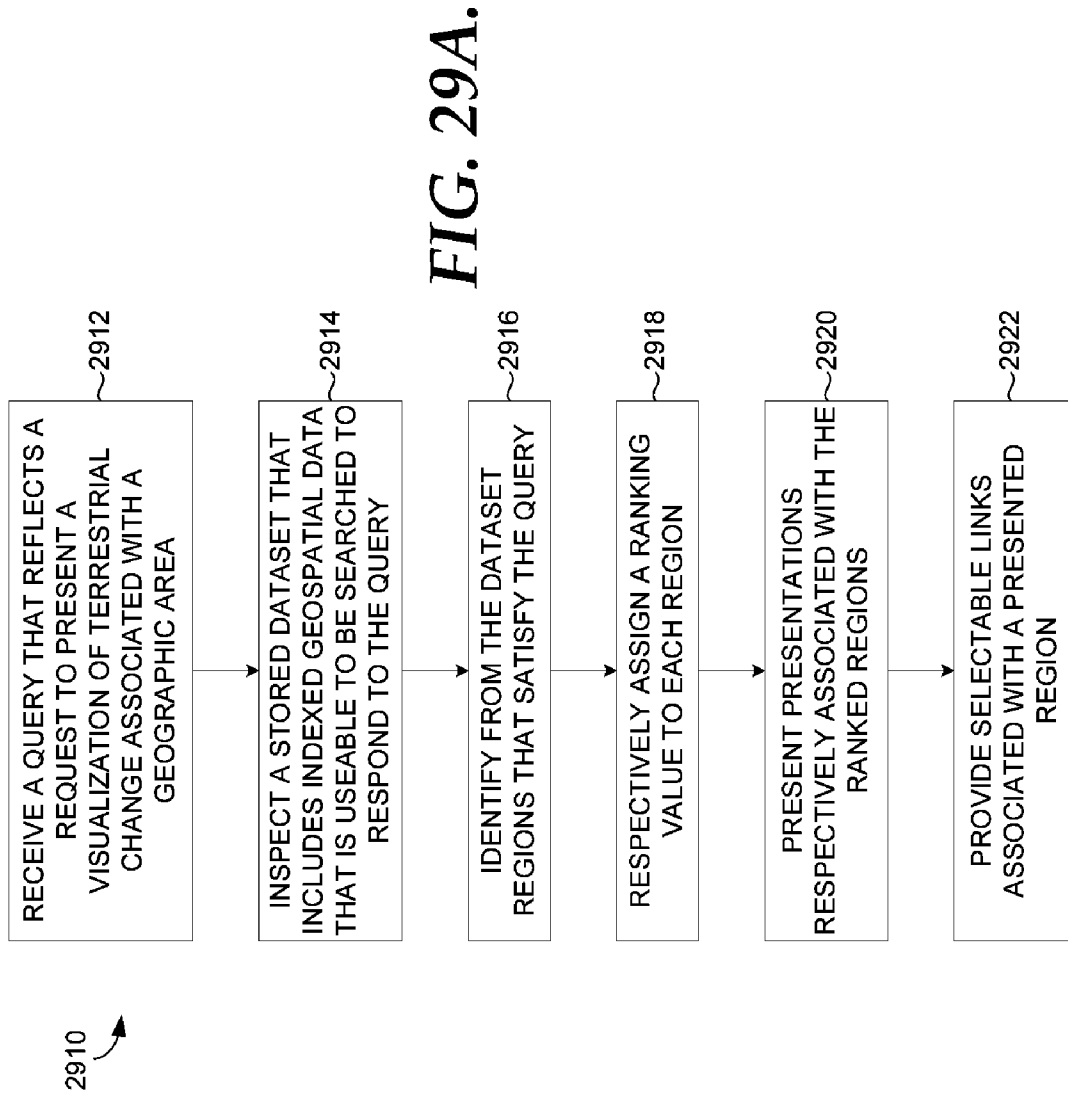 2910
RECEIVE A QUERY THAT REFLECTS A
REQUEST TO PRESENT A
VISUALIZATION OF TERRESTRIAL
CHANGE ASSOCIATED WITH A
GEOGRAPHIC AREA
2912
INSPECT A STORED DATASET THAT
INCLUDES INDEXED GEOSPATIAL DATA
THAT IS USEABLE TO BE SEARCHED TO
RESPOND TO THE QUERY
2914
IDENTIFY FROM THE DATASET
REGIONS THAT SATISFY THE QUERY
2916
RESPECTIVELY ASSIGN A RANKING
VALUE TO EACH REGION
2918
PRESENT PRESENTATIONS
RESPECTIVELY ASSOCIATED WITH THE
RANKED REGIONS
2920
PROVIDE SELECTABLE LINKS
ASSOCIATED WITH A PRESENTED
REGION
2922
FIG. 29A.